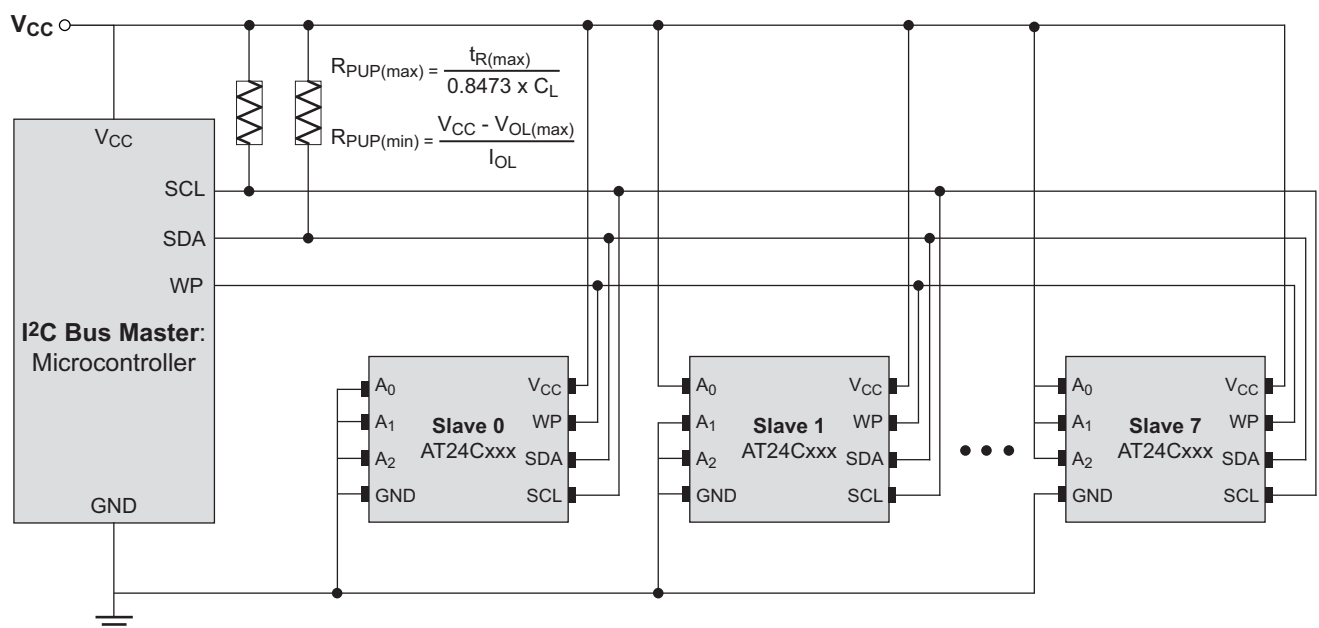 VCC
RPUP(max) = tR(max)
0.8473 x CL
RPUP(min) = VCC - VOL(max)
IOL
VCC
SCL
SDA
WP
I2C Bus Master:
Microcontroller
GND
A0
A1
A2
GND
Slave 0
AT24Cxxx
VCC
WP
SDA
SCL
A0
A1
A2
GND
Slave 1
AT24Cxxx
VCC
WP
SDA
SCL
A0
A1
A2
GND
Slave 7
AT24Cxxx
VCC
WP
SDA
SCL